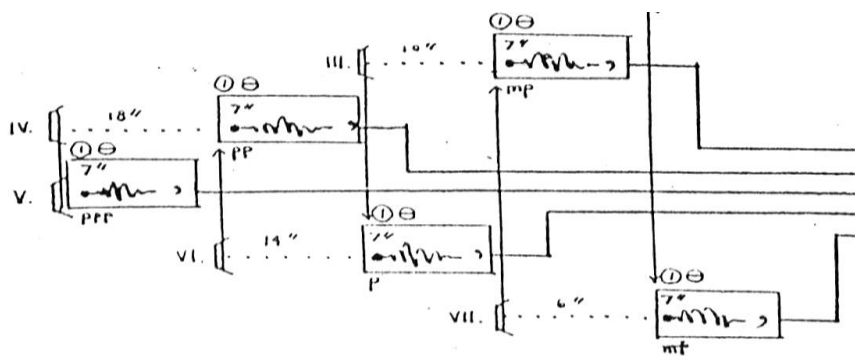 ① ⊖
III. 10" 7"
mp
① ⊖
IV. 18" 7"
pp
① ⊖
V. 7"
ppp
① ⊖
VI. 14" 7"
p
① ⊖
VII. 6" 7"
mf